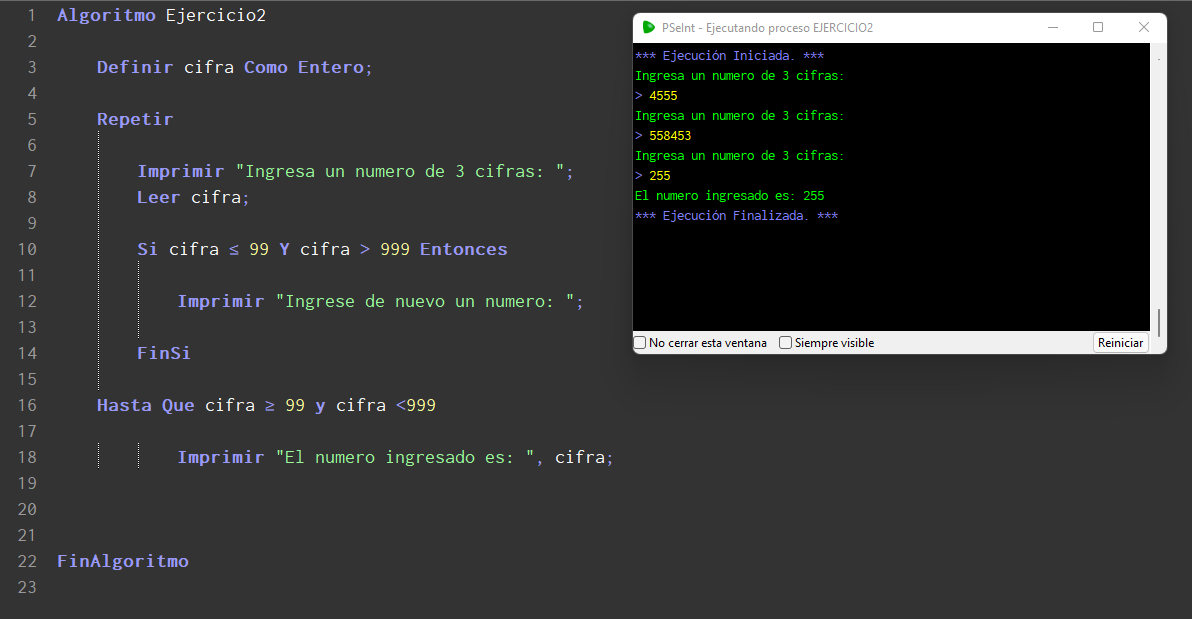 1 Algoritmo Ejercicio2
2
3 Definir cifra Como Entero;
4
5 Repetir
6
7 Imprimir "Ingresa un numero de 3 cifras: ";
8 Leer cifra;
9
10 Si cifra ≤ 99 Y cifra > 999 Entonces
11
12 Imprimir "Ingrese de nuevo un numero: ";
13
14 FinSi
15
16 Hasta Que cifra ≥ 99 y cifra <999
17
18 Imprimir "El numero ingresado es: ", cifra;
19
20
21
22 FinAlgoritmo
23
PSeInt - Ejecutando proceso EJERCICIO2
*** Ejecución Iniciada. ***
Ingresa un numero de 3 cifras:
> 4555
Ingresa un numero de 3 cifras:
> 558453
Ingresa un numero de 3 cifras:
> 255
El numero ingresado es: 255
*** Ejecución Finalizada. ***
No cerrar esta ventana Siempre visible Reiniciar